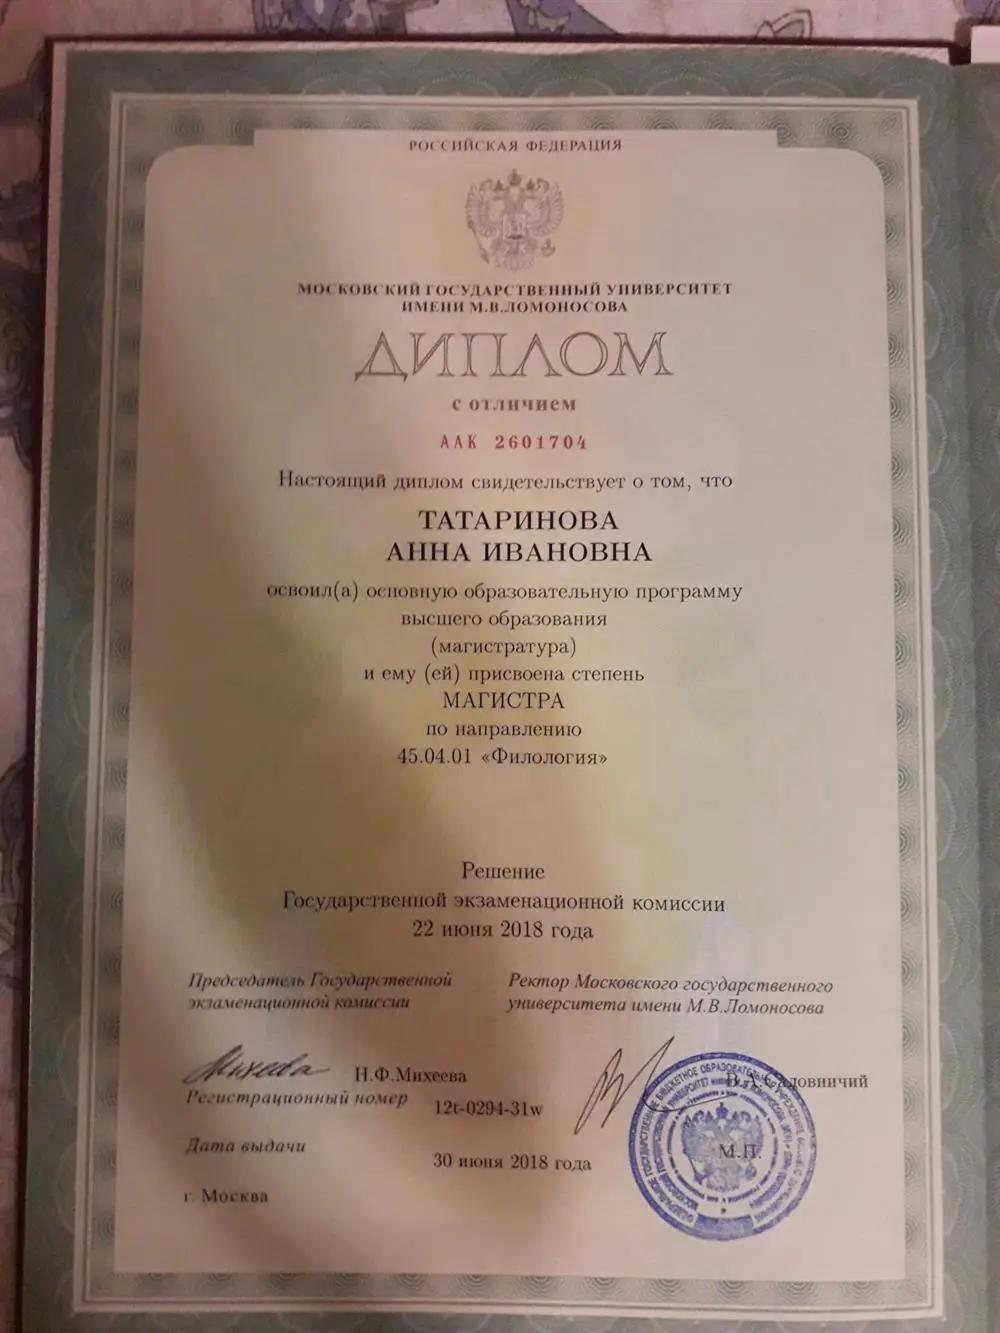 РОССИЙСКАЯ ФЕДЕРАЦИЯ
МОСКОВСКИЙ ГОСУДАРСТВЕННЫЙ УНИВЕРСИТЕТ
ИМЕНИ М.В.ЛОМОНОСОВА
ДИПЛОМ
с отличием
ААК 2601704
Настоящий диплом свидетельствует о том, что
ТАТАРИНОВА
АННА ИВАНОВНА
освоил(а) основную образовательную программу
высшего образования
(магистратура)
и ему (ей) присвоена степень
МАГИСТРА
по направлению
45.04.01 «Филология»
Решение
Государственной экзаменационной комиссии
22 июня 2018 года
Председатель Государственной
экзаменационной комиссии
Ректор Московского государственного
университета имени М.В.Ломоносова
Михеева Н.Ф.Михеева
В.А.Садовничий
Регистрационный номер 12t-0294-31w
М.П.
Дата выдачи 30 июня 2018 года
г. Москва